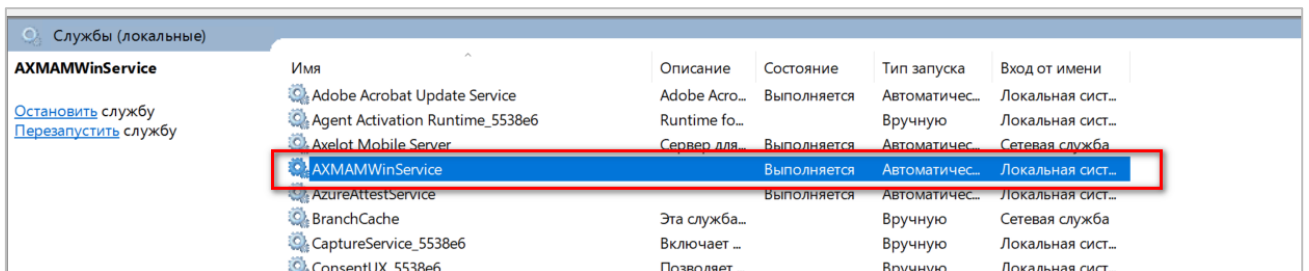 Службы (локальные)
AXMAMWinService
Остановить службу
Перезапустить службу
Имя Описание Состояние Тип запуска Вход от имени
Adobe Acrobat Update Service Adobe Acro... Выполняется Автоматичес... Локальная сист...
Agent Activation Runtime_5538e6 Runtime fo... Вручную Локальная сист...
Axelot Mobile Server Сервер для... Выполняется Автоматичес... Сетевая служба
AXMAMWinService Выполняется Автоматичес... Локальная сист...
AzureAttestService Выполняется Автоматичес... Локальная сист...
BranchCache Эта служба... Вручную Сетевая служба
CaptureService_5538e6 Включает ... Вручную Локальная сист...
ConsentUX_5538e6 Позволяет... Вручную Локальная сист...